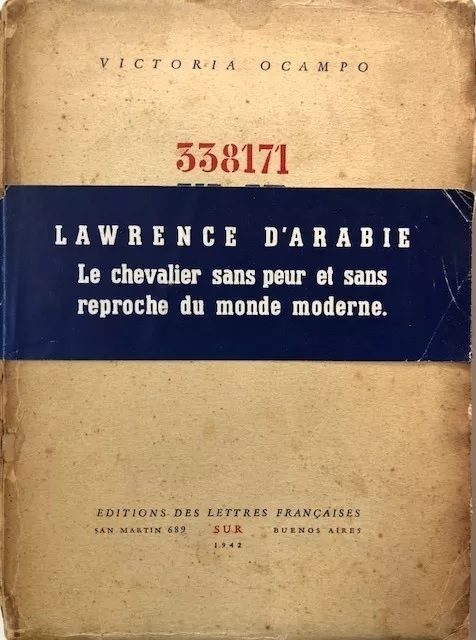 VICTORIA OCAMPO
338171
LAWRENCE D'ARABIE
Le chevalier sans peur et sans
reproche du monde moderne.
EDITIONS DES LETTRES FRANÇAISES
SAN MARTIN 689 SUR BUENOS AIRES
1942